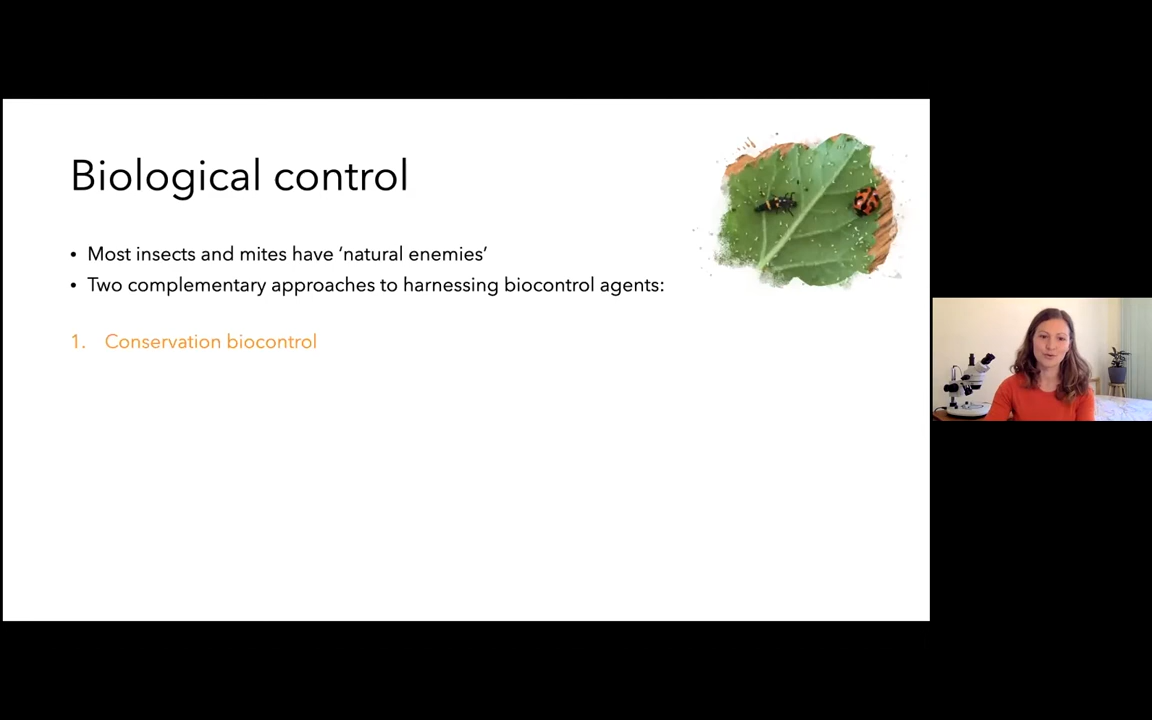 Biological control
• Most insects and mites have ‘natural enemies’
• Two complementary approaches to harnessing biocontrol agents:
1. Conservation biocontrol